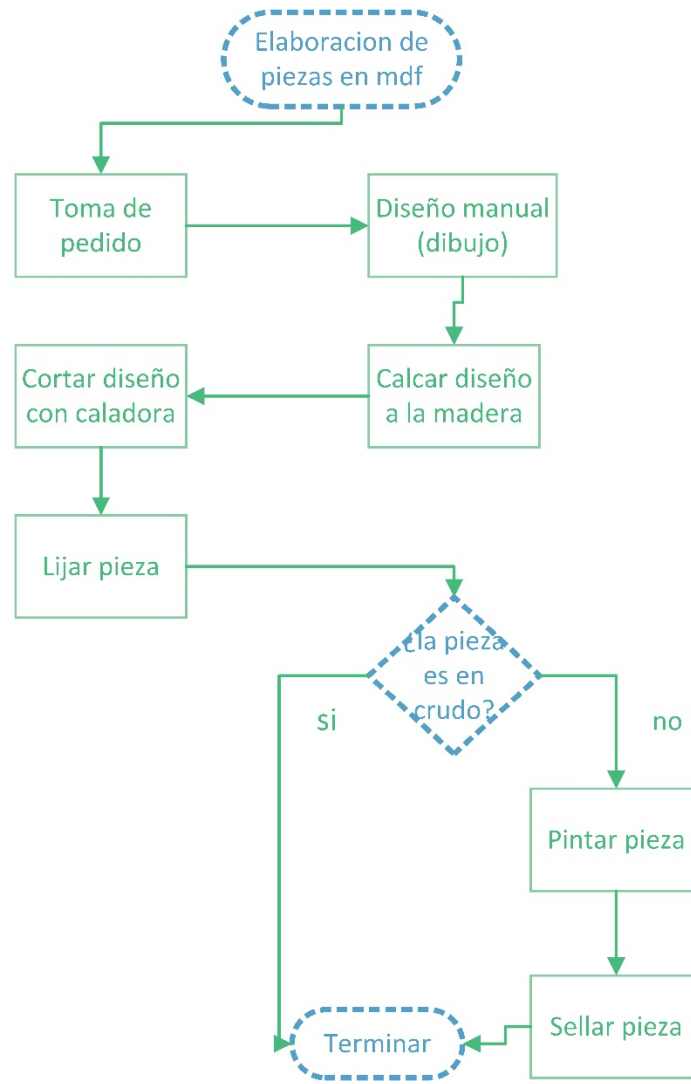 Elaboracion de
piezas en mdf
Toma de
pedido
Diseño manual
(dibujo)
Calcar diseño
a la madera
Cortar diseño
con caladora
Lijar pieza
¿la pieza
es en
crudo?
si
no
Pintar pieza
Sellar pieza
Terminar